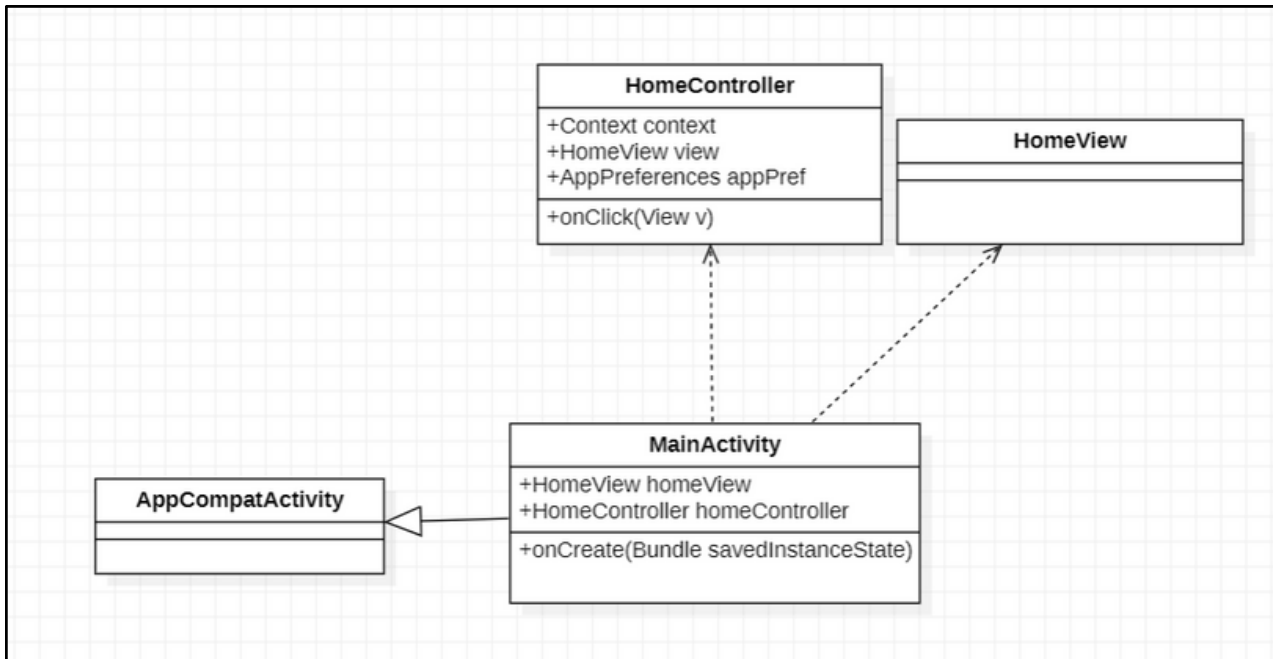 HomeController
+Context context
+HomeView view
+AppPreferences appPref
+onClick(View v)
HomeView
MainActivity
+HomeView homeView
+HomeController homeController
+onCreate(Bundle savedInstanceState)
AppCompatActivity